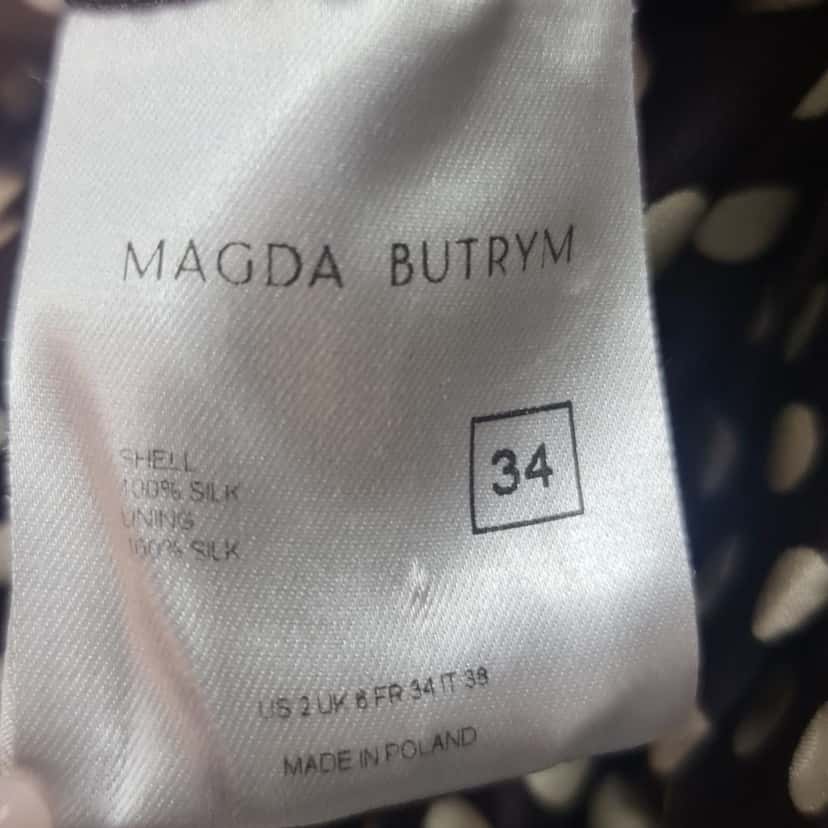 MAGDA BUTRYM
34
SHELL
100% SILK
LINING
100% SILK
US 2 UK 6 FR 34 IT 38
MADE IN POLAND